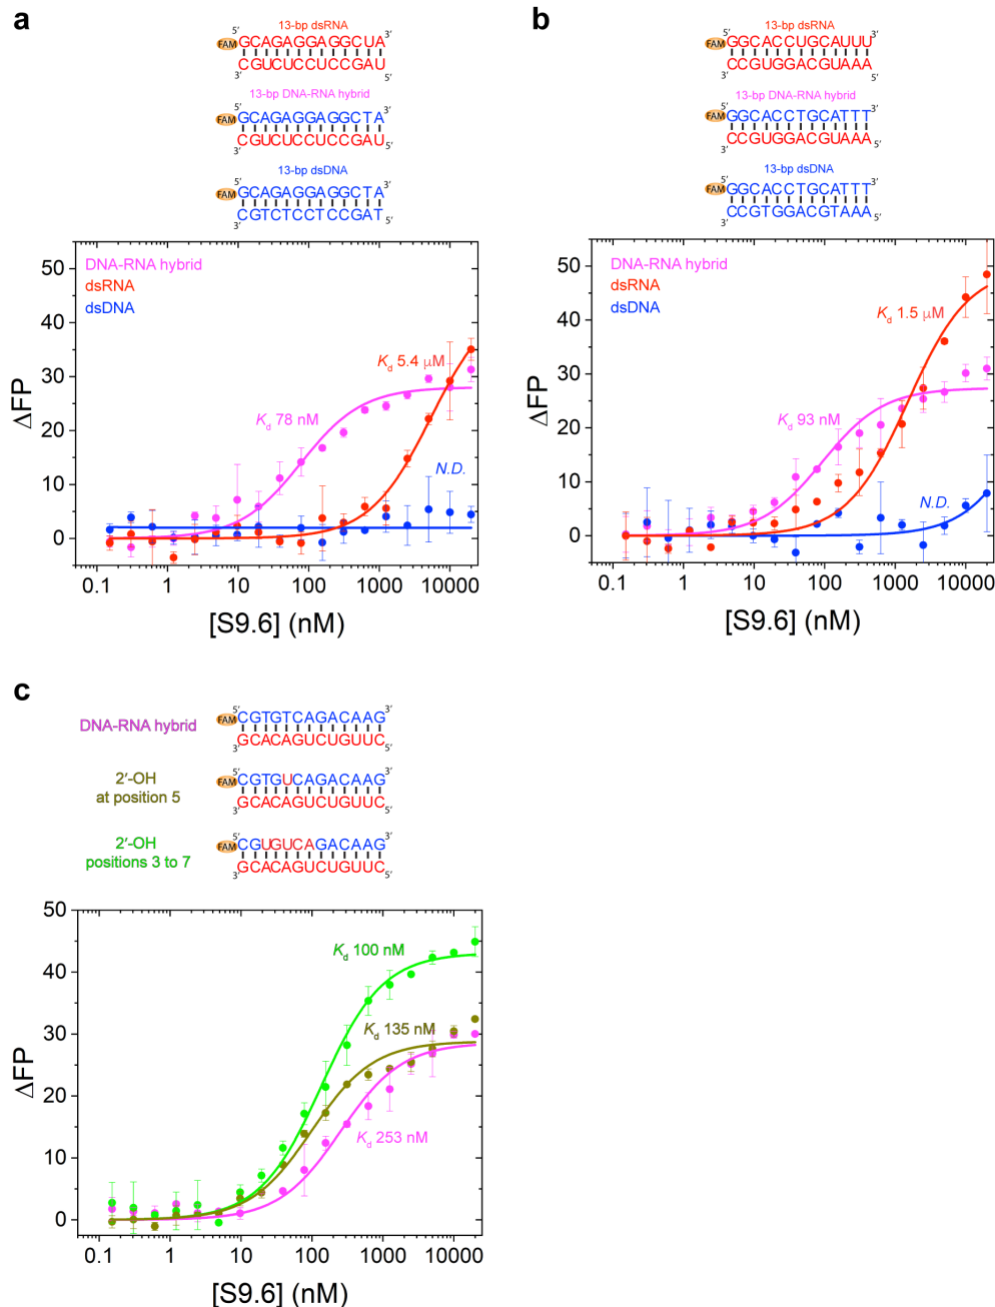 a
13-bp dsRNA
5′ 3′
FAM GCAGAGGAGGCUA
CGUCUCCUCCGAU
3′ 5′
13-bp DNA-RNA hybrid
5′ 3′
FAM GCAGAGGAGGCTA
CGUCUCCUCCGAU
3′ 5′
13-bp dsDNA
5′ 3′
FAM GCAGAGGAGGCTA
CGTCTCCTCCGAT
3′ 5′
DNA-RNA hybrid
dsRNA
dsDNA
Kd 5.4 μM
Kd 78 nM
N.D.
ΔFP
50
40
30
20
10
0
0.1 1 10 100 1000 10000
[S9.6] (nM)
b
13-bp dsRNA
5′ 3′
FAM GGCACCUGCAUUU
CCGUGGACGUAAA
3′ 5′
13-bp DNA-RNA hybrid
5′ 3′
FAM GGCACCTGCATTT
CCGUGGACGUAAA
3′ 5′
13-bp dsDNA
5′ 3′
FAM GGCACCTGCATTT
CCGTGGACGTAAA
3′ 5′
DNA-RNA hybrid
dsRNA
dsDNA
Kd 1.5 μM
Kd 93 nM
N.D.
ΔFP
50
40
30
20
10
0
0.1 1 10 100 1000 10000
[S9.6] (nM)
c
DNA-RNA hybrid
5′ 3′
FAM CGTGTCAGACAAG
GCACAGUCUGUUC
3′ 5′
2′-OH
at position 5
5′ 3′
FAM CGTGUCAGACAAG
GCACAGUCUGUUC
3′ 5′
2′-OH
positions 3 to 7
5′ 3′
FAM CGUGUCAGACAAG
GCACAGUCUGUUC
3′ 5′
Kd 100 nM
Kd 135 nM
Kd 253 nM
ΔFP
50
40
30
20
10
0
0.1 1 10 100 1000 10000
[S9.6] (nM)